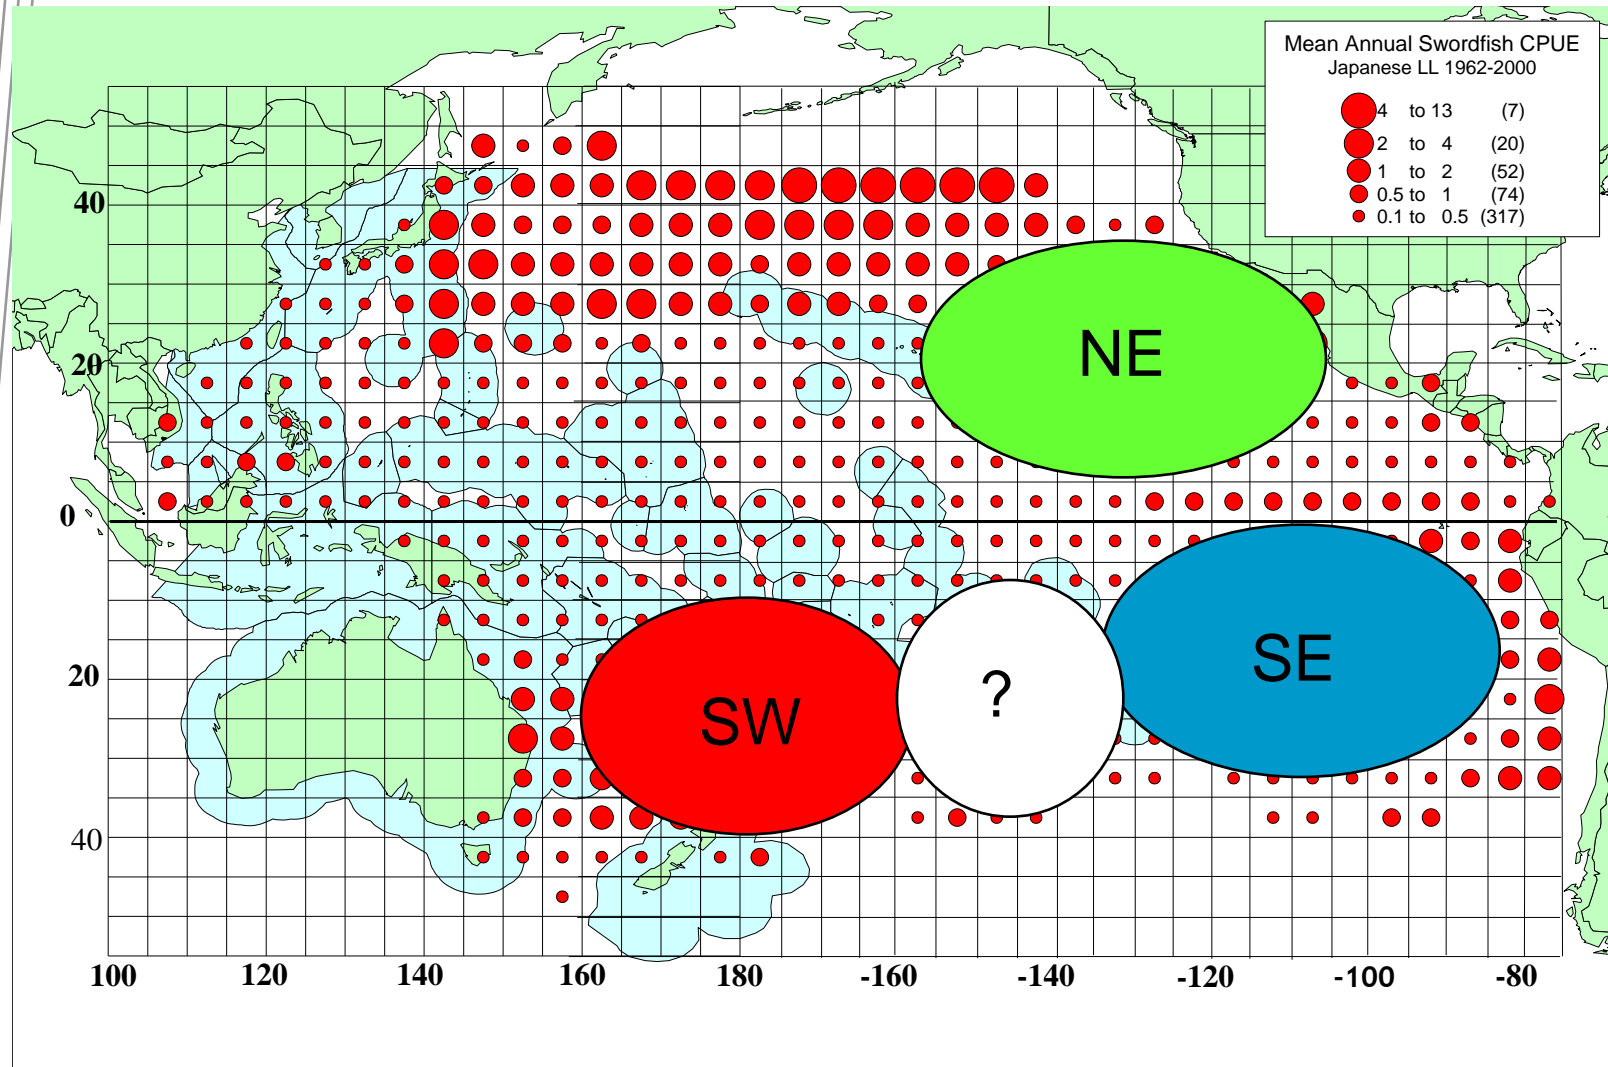 Mean Annual Swordfish CPUE
Japanese LL 1962-2000
4 to 13 (7)
2 to 4 (20)
1 to 2 (52)
0.5 to 1 (74)
0.1 to 0.5 (317)
40
20
0
20
40
NE
SE
SW
?
100 120 140 160 180 -160 -140 -120 -100 -80